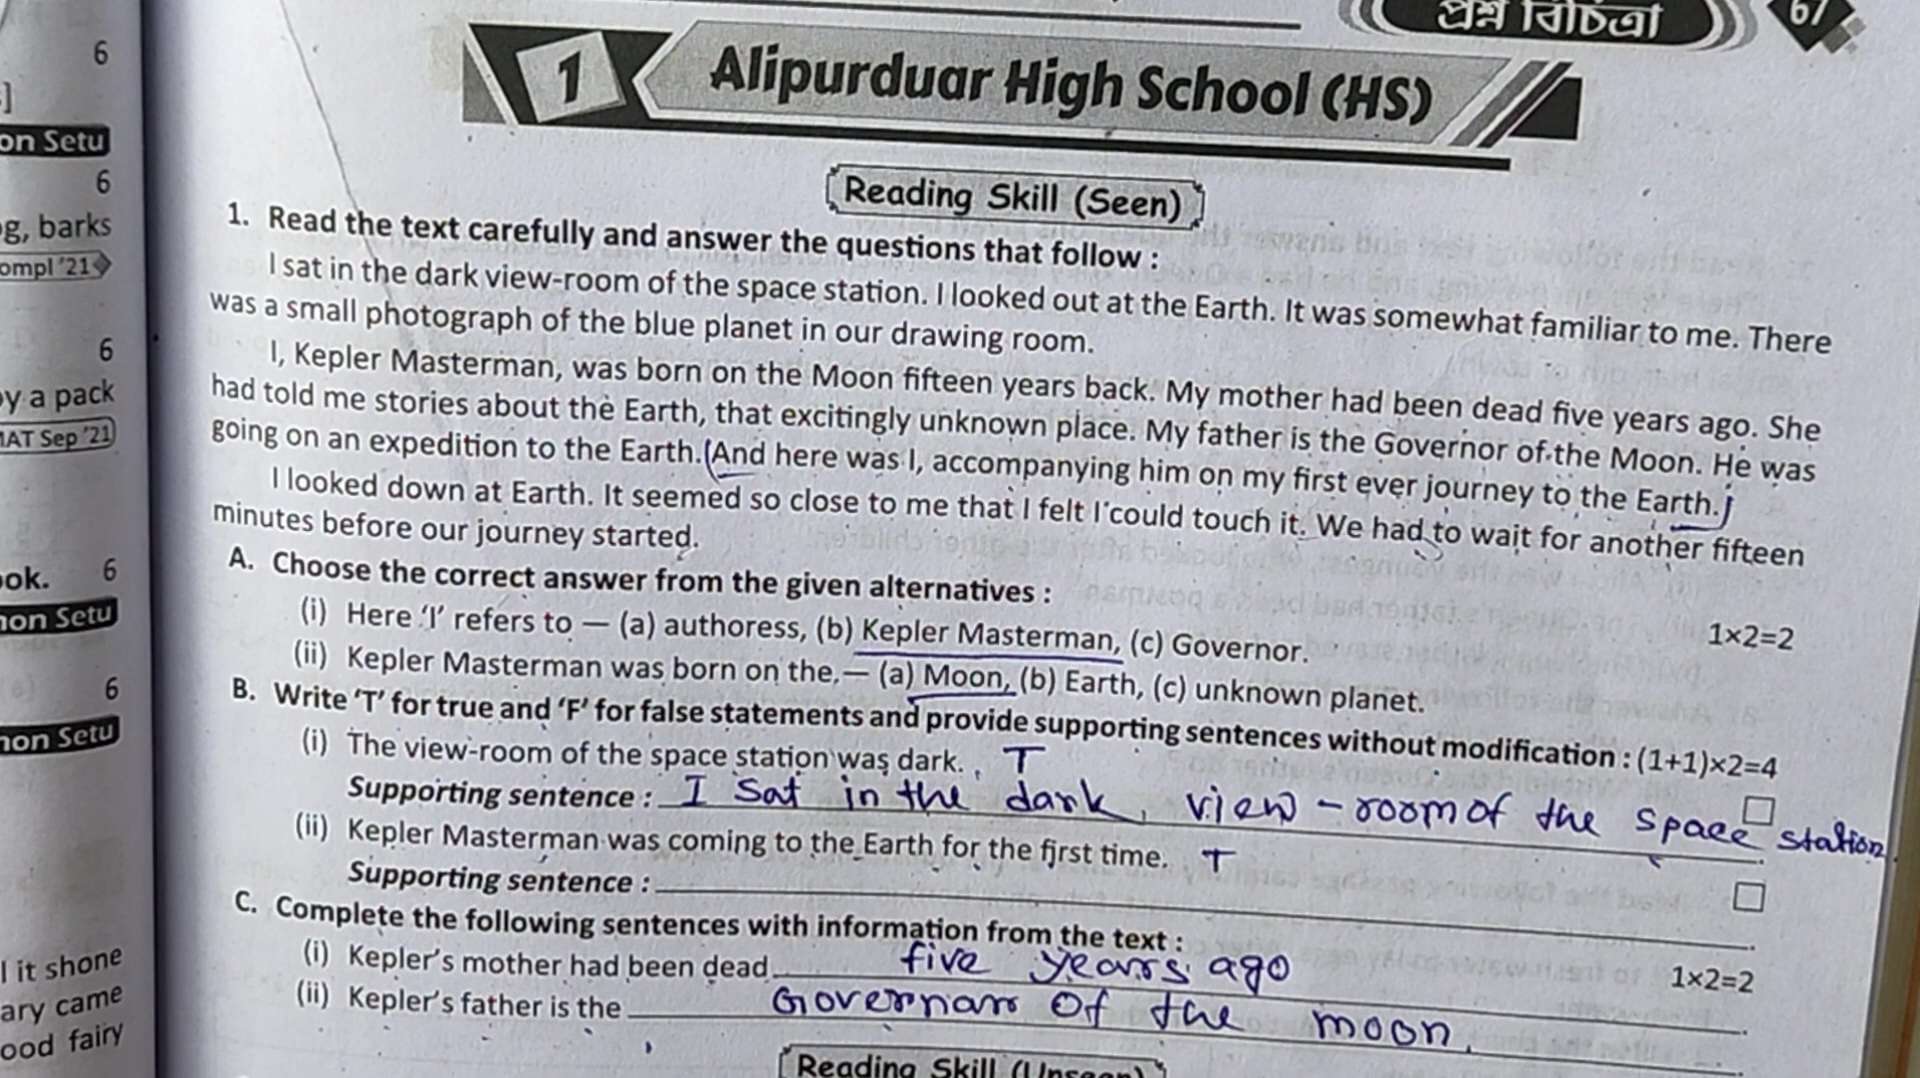 প্রশ্ন বিচিত্রা 67
1 Alipurduar High School (HS)
Reading Skill (Seen)
1. Read the text carefully and answer the questions that follow :
I sat in the dark view-room of the space station. I looked out at the Earth. It was somewhat familiar to me. There
was a small photograph of the blue planet in our drawing room.
I, Kepler Masterman, was born on the Moon fifteen years back. My mother had been dead five years ago. She
had told me stories about the Earth, that excitingly unknown place. My father is the Governor of the Moon. He was
going on an expedition to the Earth. (And here was I, accompanying him on my first ever journey to the Earth.)
I looked down at Earth. It seemed so close to me that I felt I could touch it. We had to wait for another fifteen
minutes before our journey started.
A. Choose the correct answer from the given alternatives : 1×2=2
(i) Here 'I' refers to — (a) authoress, (b) Kepler Masterman, (c) Governor.
(ii) Kepler Masterman was born on the — (a) Moon, (b) Earth, (c) unknown planet.
B. Write 'T' for true and 'F' for false statements and provide supporting sentences without modification : (1+1)×2=4
(i) The view-room of the space station was dark. T
Supporting sentence : I sat in the dark, view-room of the space station.
(ii) Kepler Masterman was coming to the Earth for the first time. T
Supporting sentence :
C. Complete the following sentences with information from the text : 1×2=2
(i) Kepler's mother had been dead five years ago
(ii) Kepler's father is the Governar of the moon.
Reading Skill (Unseen)
6
on Setu
6
g, barks
ompl '21
6
y a pack
AT Sep '21
ok. 6
on Setu
6
on Setu
l it shone
ary came
ood fairy